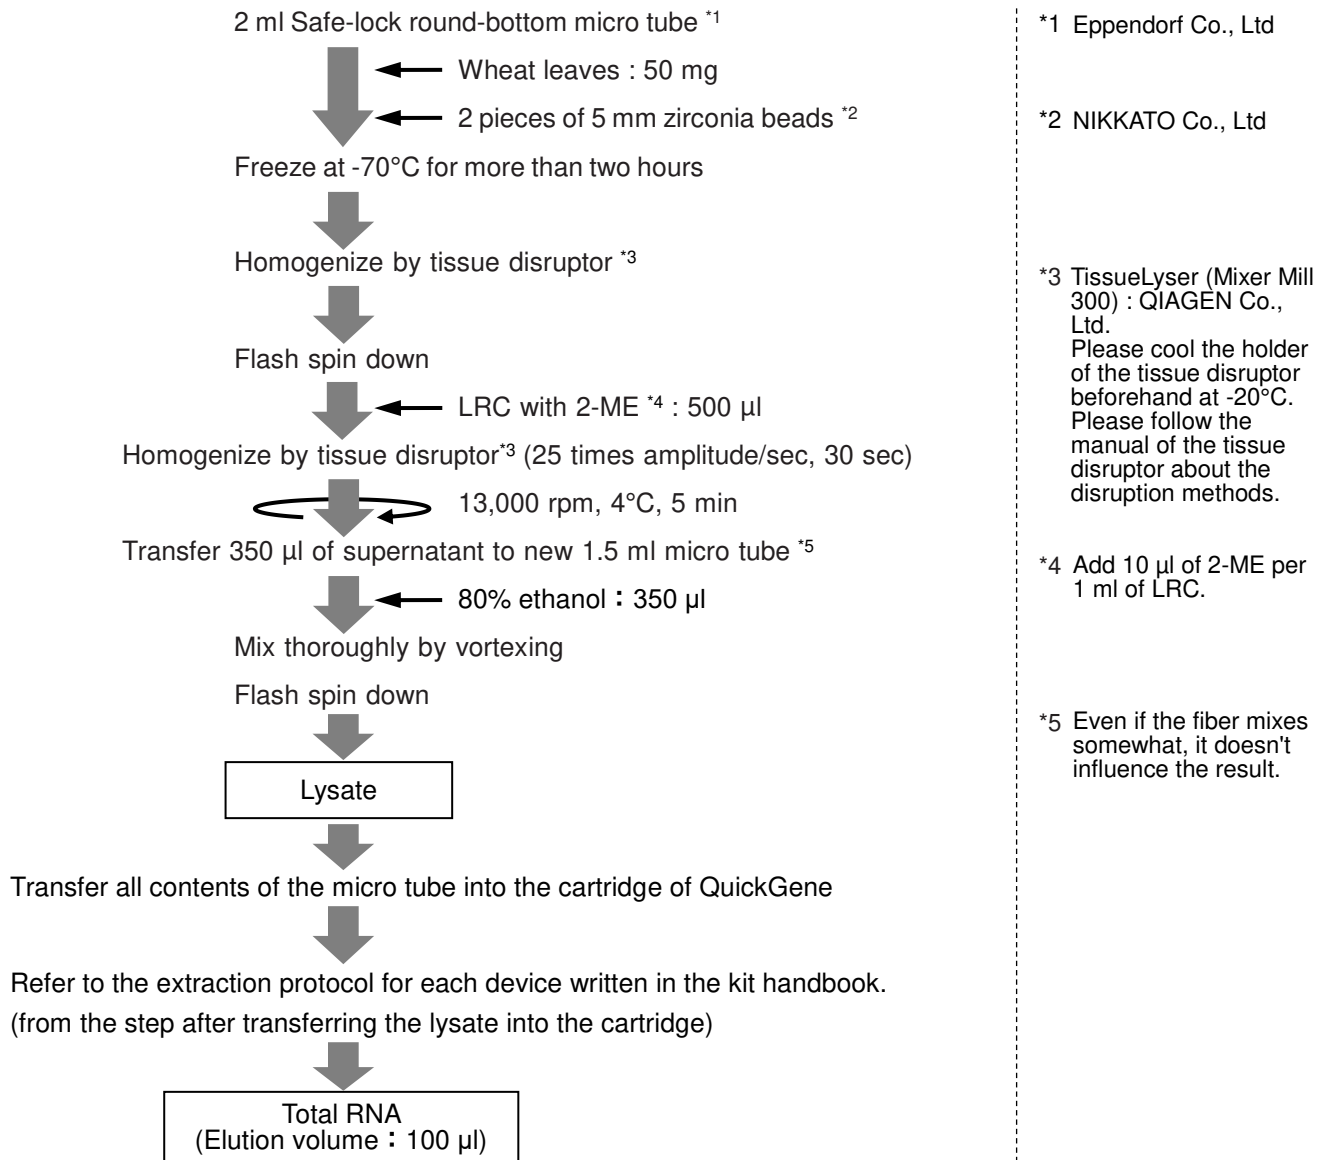 2 ml Safe-lock round-bottom micro tube *1
Wheat leaves : 50 mg
2 pieces of 5 mm zirconia beads *2
Freeze at -70°C for more than two hours
Homogenize by tissue disruptor *3
Flash spin down
LRC with 2-ME *4 : 500 µl
Homogenize by tissue disruptor*3 (25 times amplitude/sec, 30 sec)
13,000 rpm, 4°C, 5 min
Transfer 350 µl of supernatant to new 1.5 ml micro tube *5
80% ethanol：350 µl
Mix thoroughly by vortexing
Flash spin down
Lysate
Transfer all contents of the micro tube into the cartridge of QuickGene
Refer to the extraction protocol for each device written in the kit handbook.
(from the step after transferring the lysate into the cartridge)
Total RNA
(Elution volume：100 µl)
*1 Eppendorf Co., Ltd
*2 NIKKATO Co., Ltd
*3 TissueLyser (Mixer Mill
300) : QIAGEN Co.,
Ltd.
Please cool the holder
of the tissue disruptor
beforehand at -20°C.
Please follow the
manual of the tissue
disruptor about the
disruption methods.
*4 Add 10 µl of 2-ME per
1 ml of LRC.
*5 Even if the fiber mixes
somewhat, it doesn't
influence the result.